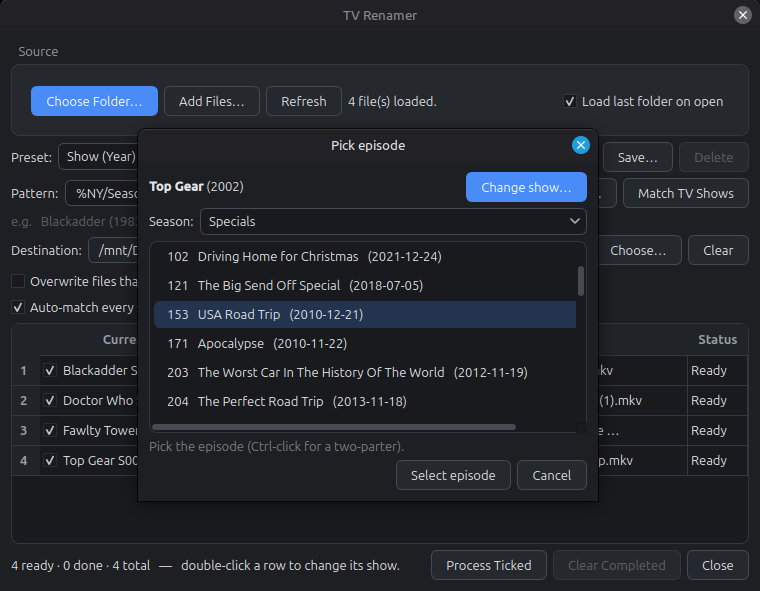 TV Renamer
Source
Choose Folder... Add Files... Refresh 4 file(s) loaded. Load last folder on open
Pick episode
Preset: Show (Year) Save... Delete
Top Gear (2002) Change show...
Pattern: %NY/Seas Match TV Shows
Season: Specials
e.g. Blackadder (198
102 Driving Home for Christmas (2021-12-24)
Destination: /mnt/D Choose... Clear
121 The Big Send Off Special (2018-07-05)
Overwrite files tha
153 USA Road Trip (2010-12-21)
Auto-match every
171 Apocalypse (2010-11-22)
Curre Status
203 The Worst Car In The History Of The World (2012-11-19)
1 Blackadder S kv Ready
204 The Perfect Road Trip (2013-11-18)
2 Doctor Who (1).mkv Ready
3 Fawlty Tower e ... Ready
Pick the episode (Ctrl-click for a two-parter).
4 Top Gear S00 p.mkv Ready
Select episode Cancel
4 ready · 0 done · 4 total — double-click a row to change its show. Process Ticked Clear Completed Close